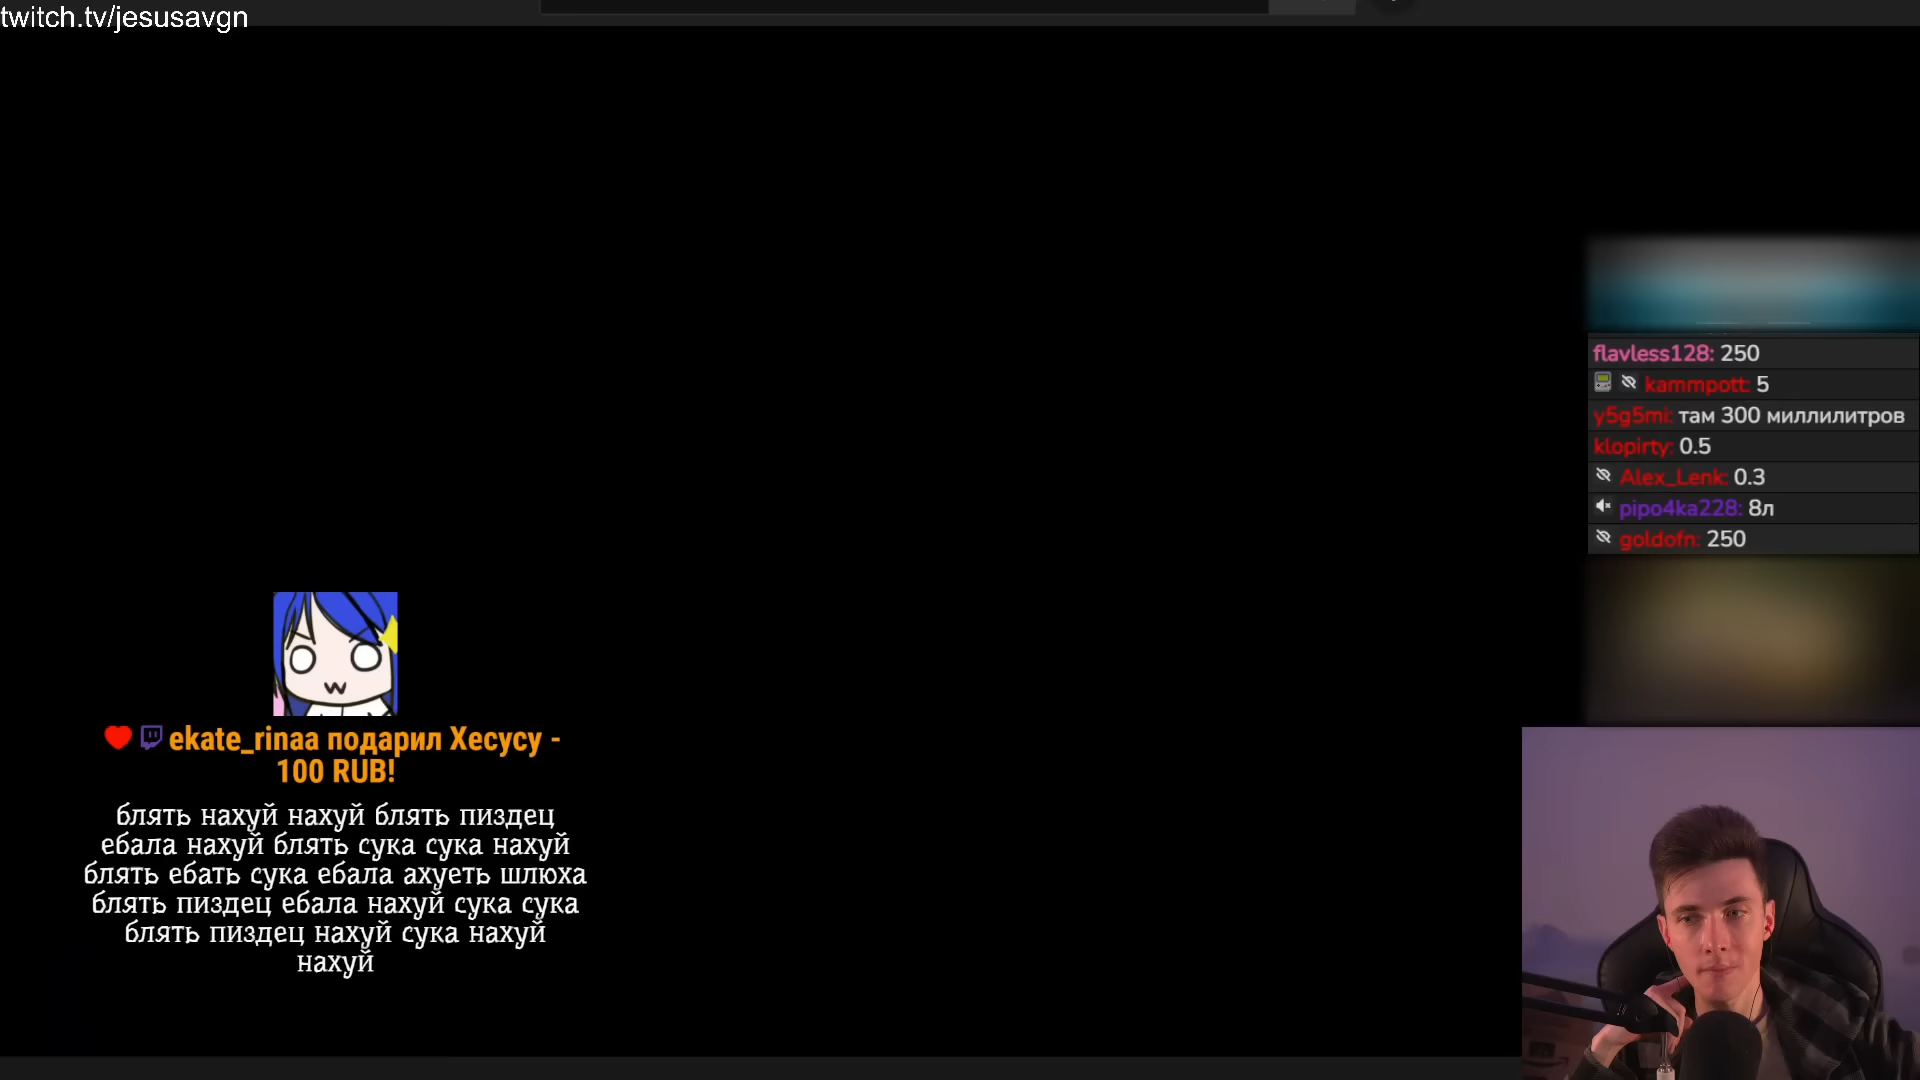 twitch.tv/jesusavgn
flavless128: 250
kammpott: 5
y5g5mi: там 300 миллилитров
klopirty: 0.5
Alex_Lenk: 0.3
pipo4ka228: 8л
goldofn: 250
ekate_rinaa подарил Хесусу -
100 RUB!
блять нахуй нахуй блять пиздец
ебала нахуй блять сука сука нахуй
блять ебать сука ебала ахуеть шлюха
блять пиздец ебала нахуй сука сука
блять пиздец нахуй сука нахуй
нахуй